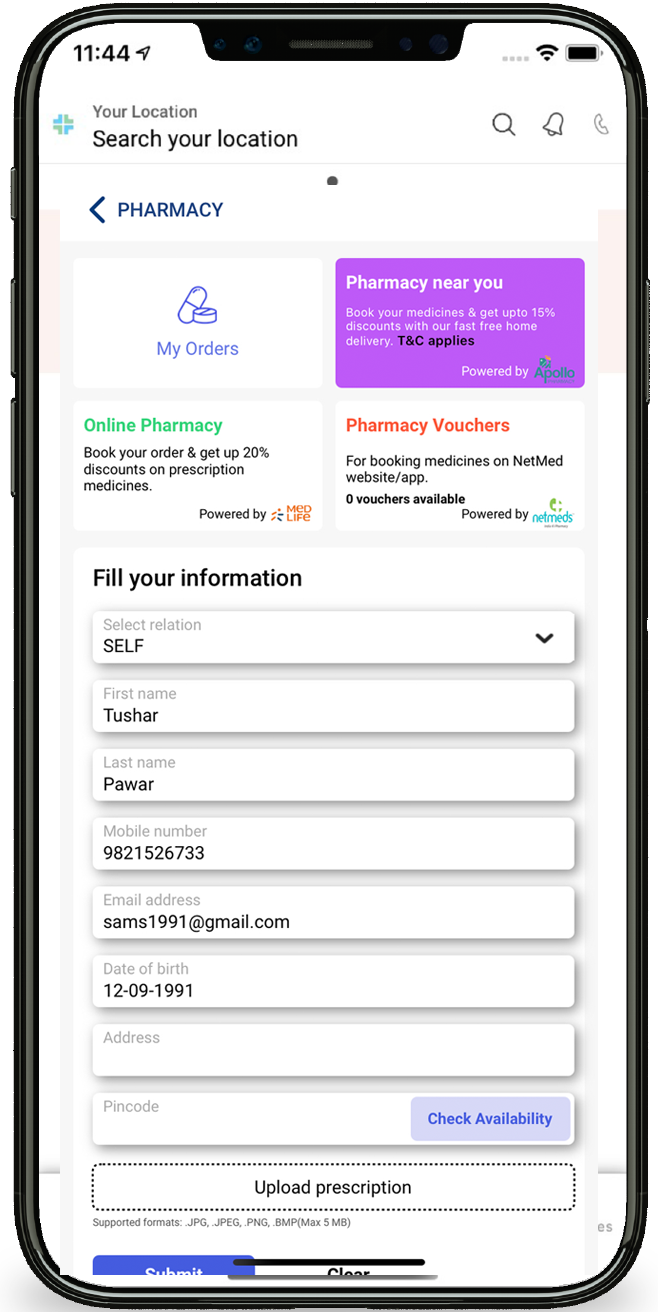 11:44
Your Location
Search your location
PHARMACY
My Orders
Pharmacy near you
Book your medicines & get upto 15%
discounts with our fast free home
delivery. T&C applies
Powered by Apollo
Online Pharmacy
Book your order & get up 20%
discounts on prescription
medicines.
Powered by MED LIFE
Pharmacy Vouchers
For booking medicines on NetMed
website/app.
0 vouchers available
Powered by netmeds
Fill your information
Select relation
SELF
First name
Tushar
Last name
Pawar
Mobile number
9821526733
Email address
sams1991@gmail.com
Date of birth
12-09-1991
Address
Pincode
Check Availability
Upload prescription
Supported formats: .JPG, .JPEG, .PNG, .BMP(Max 5 MB)
es
Submit
Clear